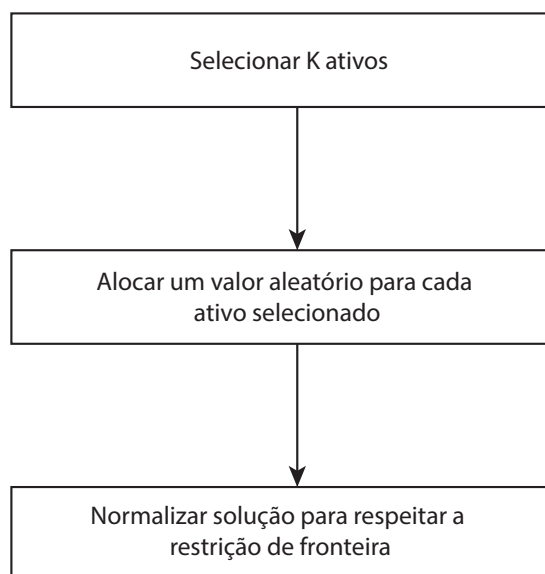 Selecionar K ativos
Alocar um valor aleatório para cada
ativo selecionado
Normalizar solução para respeitar a
restrição de fronteira